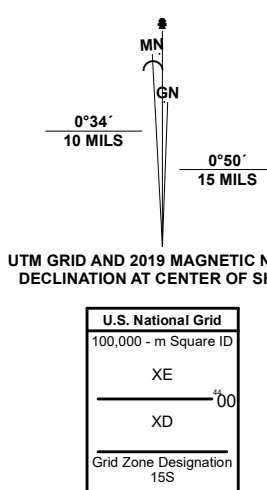 MN
GN
0°34´
10 MILS
0°50´
15 MILS
UTM GRID AND 2019 MAGNETIC N
DECLINATION AT CENTER OF SH
U.S. National Grid
100,000 - m Square ID
XE
44
00
XD
Grid Zone Designation
15S